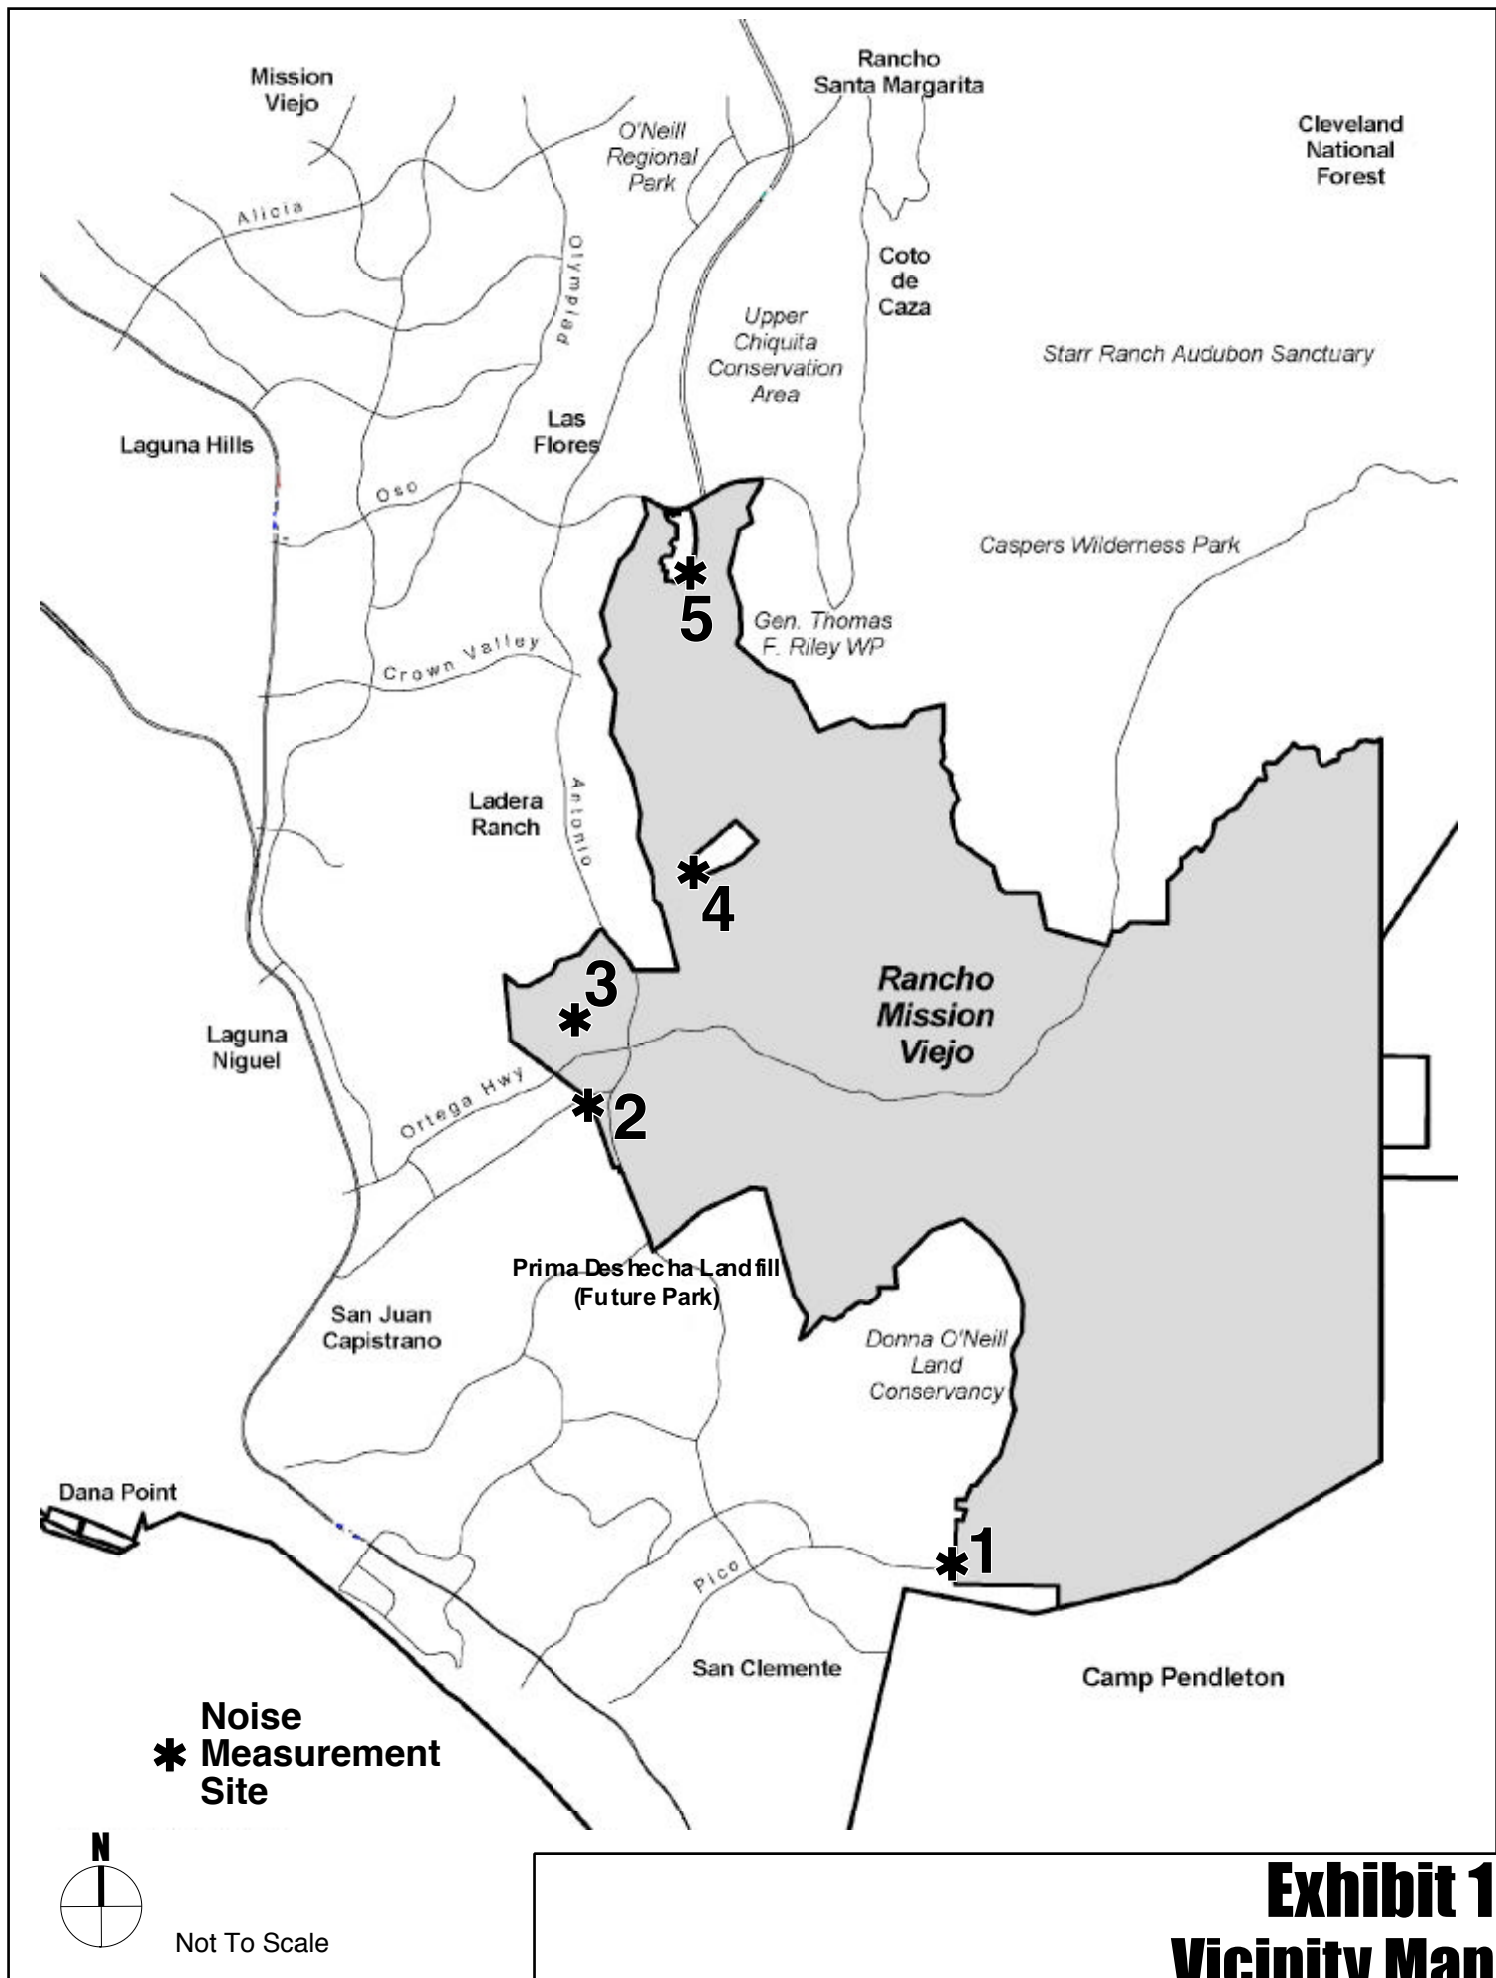 Mission
Viejo
Rancho
Santa Margarita
O'Neill
Regional
Park
Cleveland
National
Forest
Alicia
Olympiad
Coto
de
Caza
Upper
Chiquita
Conservation
Area
Starr Ranch Audubon Sanctuary
Las
Flores
Laguna Hills
Oso
Caspers Wilderness Park
5
Gen. Thomas
F. Riley WP
Crown Valley
Ladera
Ranch
Antonio
4
3
Rancho
Mission
Viejo
Laguna
Niguel
Ortega Hwy
2
Prima Deshecha Landfill
(Future Park)
San Juan
Capistrano
Donna O'Neill
Land
Conservancy
Dana Point
1
Pico
San Clemente
Camp Pendleton
Noise
Measurement
Site
N
Not To Scale
Exhibit 1
Vicinity Map